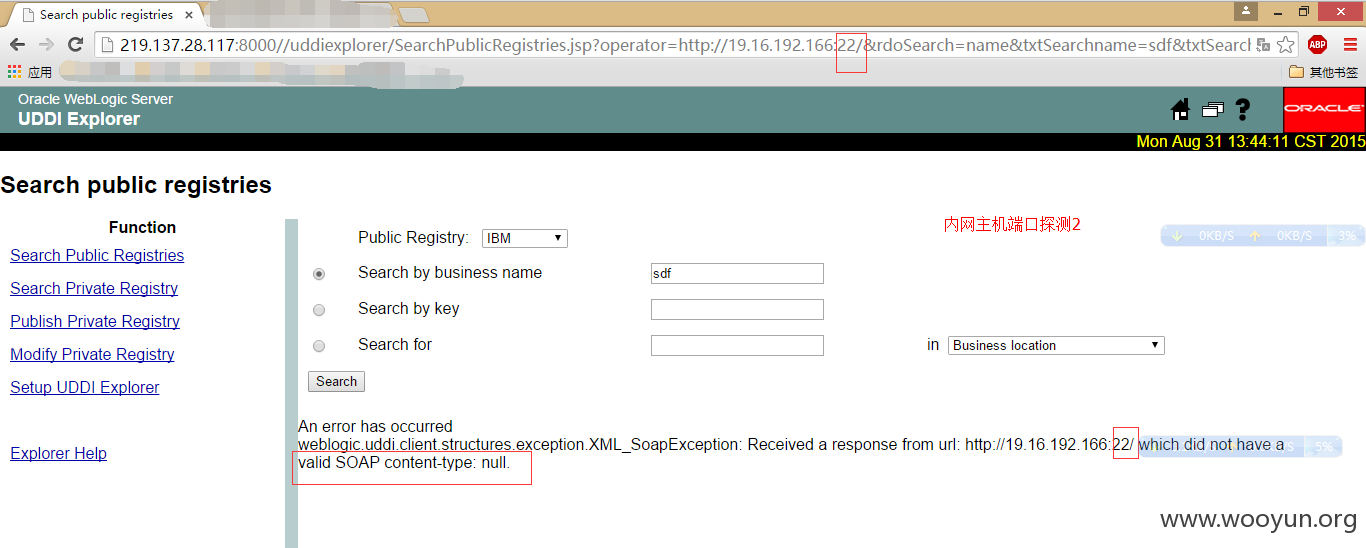 Search public registries
219.137.28.117:8000//uddiexplorer/SearchPublicRegistries.jsp?operator=http://19.16.192.166:22/&rdoSearch=name&txtSearchname=sdf&txtSearc
ABP
应用
其他书签
Oracle WebLogic Server
UDDI Explorer
ORACLE
Mon Aug 31 13:44:11 CST 2015
Search public registries
Function
Search Public Registries
Search Private Registry
Publish Private Registry
Modify Private Registry
Setup UDDI Explorer
Explorer Help
内网主机端口探测2
0KB/S 0KB/S 3%
Public Registry: IBM
Search by business name sdf
Search by key
Search for in Business location
Search
An error has occurred
weblogic.uddi.client.structures.exception.XML_SoapException: Received a response from url: http://19.16.192.166:22/ which did not have a
valid SOAP content-type: null.
5%
www.wooyun.org